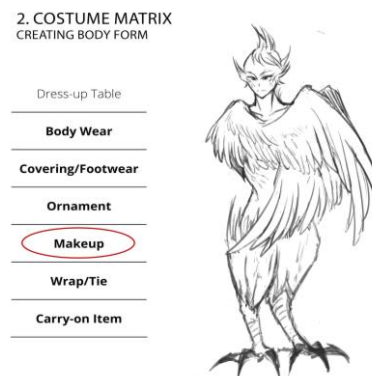 2. COSTUME MATRIX
CREATING BODY FORM
Dress-up Table
Body Wear
Covering/Footwear
Ornament
Makeup
Wrap/Tie
Carry-on Item